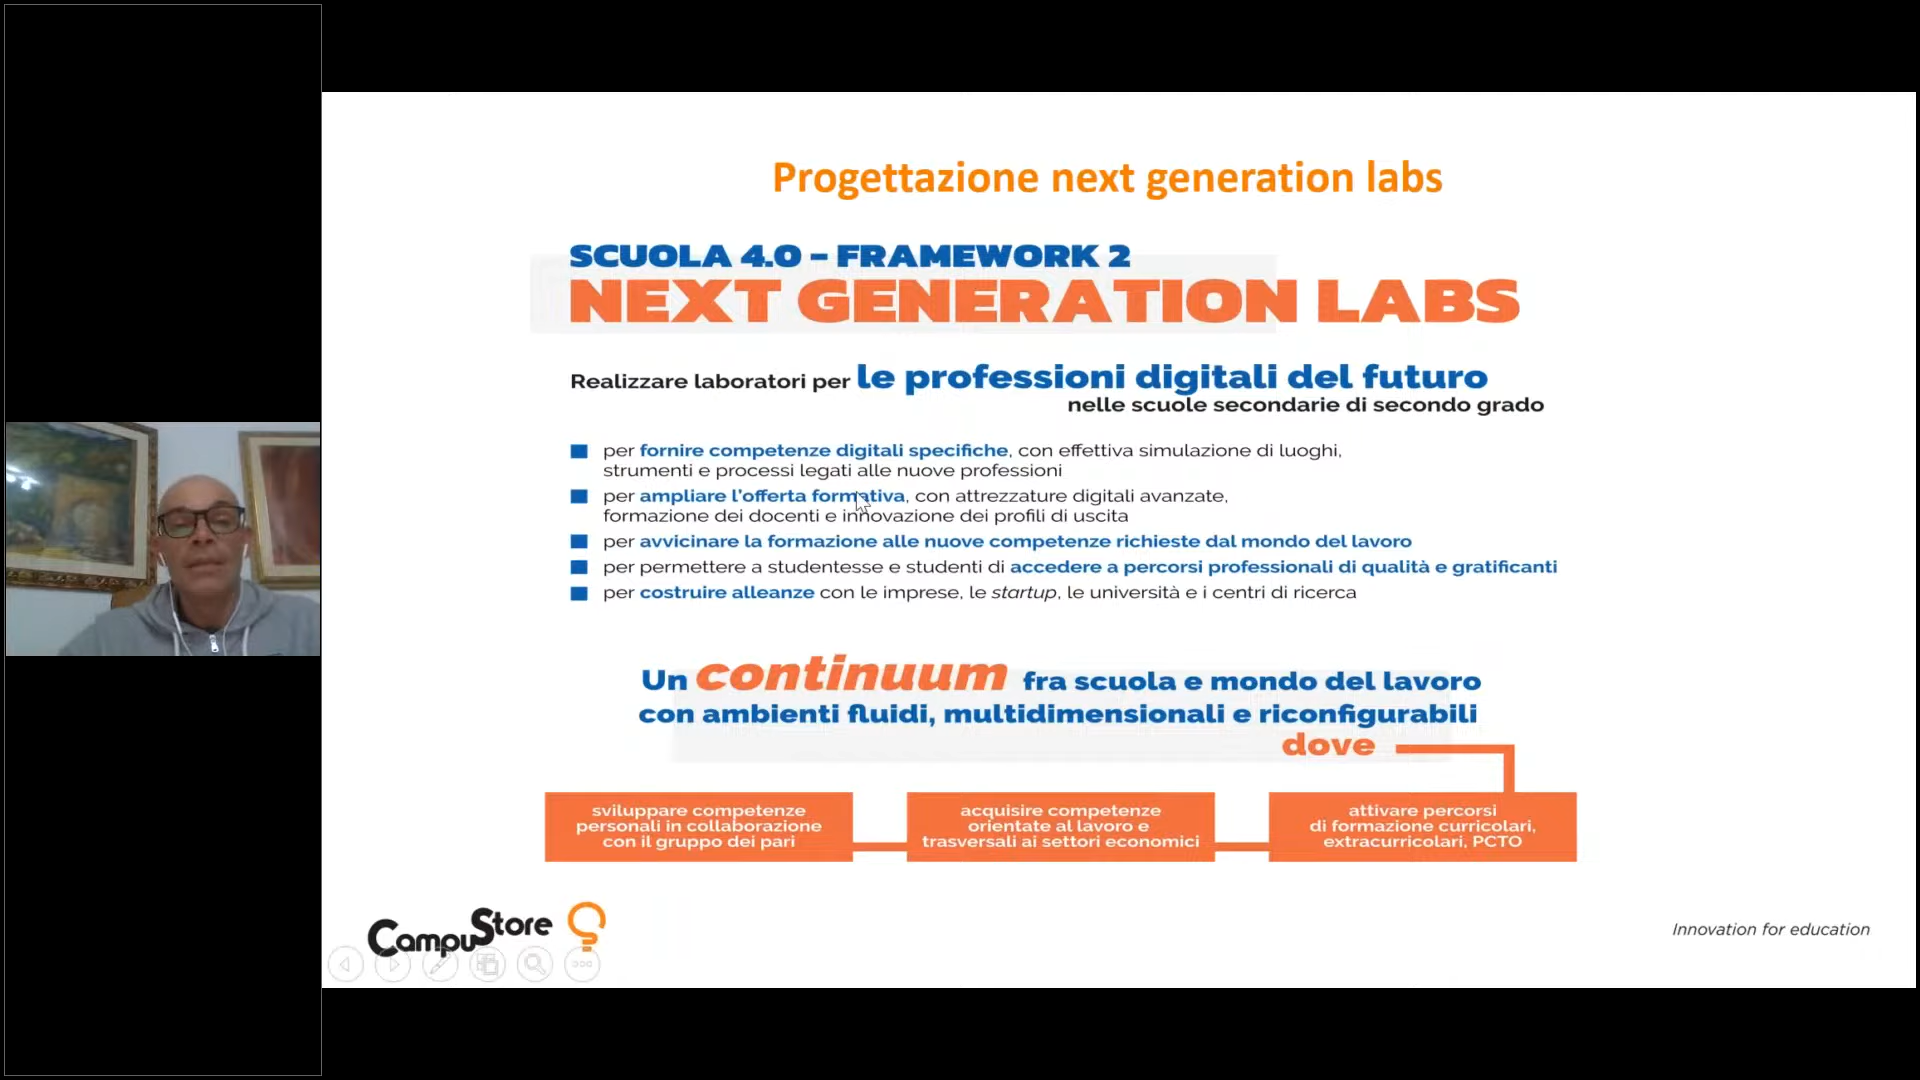 Progettazione next generation labs
SCUOLA 4.0 – FRAMEWORK 2
NEXT GENERATION LABS
Realizzare laboratori per le professioni digitali del futuro
nelle scuole secondarie di secondo grado
per fornire competenze digitali specifiche, con effettiva simulazione di luoghi,
strumenti e processi legati alle nuove professioni
per ampliare l'offerta formativa, con attrezzature digitali avanzate,
formazione dei docenti e innovazione dei profili di uscita
per avvicinare la formazione alle nuove competenze richieste dal mondo del lavoro
per permettere a studentesse e studenti di accedere a percorsi professionali di qualità e gratificanti
per costruire alleanze con le imprese, le startup, le università e i centri di ricerca
Un continuum fra scuola e mondo del lavoro
con ambienti fluidi, multidimensionali e riconfigurabili
dove
sviluppare competenze
personali in collaborazione
con il gruppo dei pari
acquisire competenze
orientate al lavoro e
trasversali ai settori economici
attivare percorsi
di formazione curricolari,
extracurricolari, PCTO
CampuStore
Innovation for education